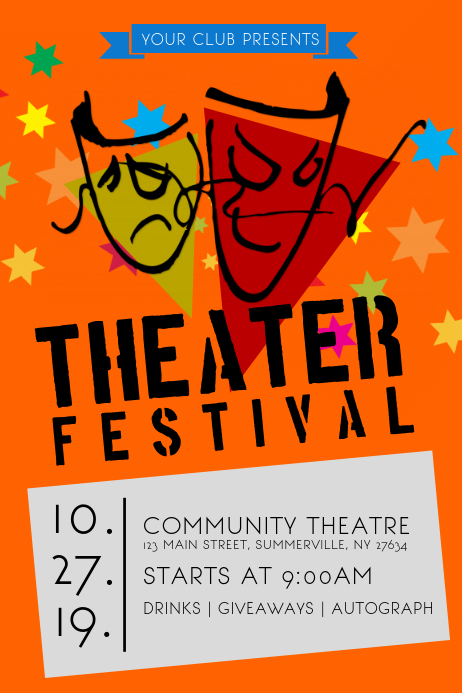 YOUR CLUB PRESENTS
THEATER
FESTIVAL
10.
27.
19.
COMMUNITY THEATRE
123 MAIN STREET, SUMMERVILLE, NY 27634
STARTS AT 9:00AM
DRINKS | GIVEAWAYS | AUTOGRAPH